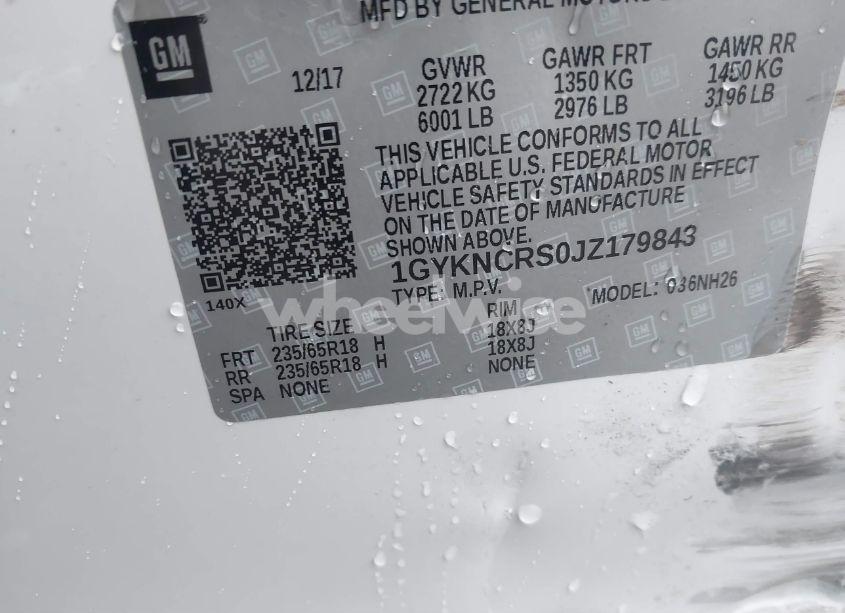 MFD BY GENERAL MOTORS
GM
12/17
GVWR
2722 KG
6001 LB
GAWR FRT
1350 KG
2976 LB
GAWR RR
1450 KG
3196 LB
THIS VEHICLE CONFORMS TO ALL
APPLICABLE U.S. FEDERAL MOTOR
VEHICLE SAFETY STANDARDS IN EFFECT
ON THE DATE OF MANUFACTURE
SHOWN ABOVE.
1GYKNCRS0JZ179843
140X
TYPE: M.P.V.
MODEL: 036NH26
wheelwise
TIRE SIZE
RIM
FRT 235/65R18 H 18X8J
RR 235/65R18 H 18X8J
SPA NONE NONE